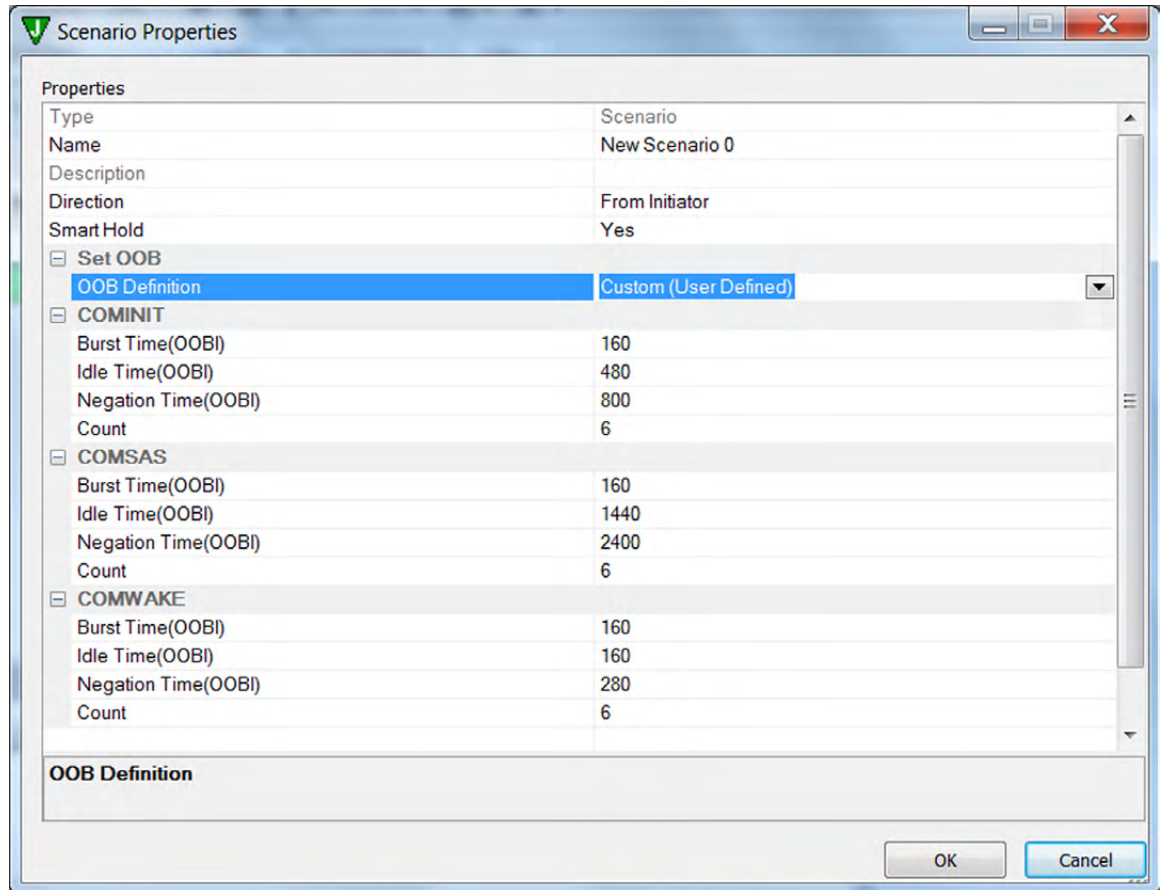 Scenario Properties
Properties
Type Scenario
Name New Scenario 0
Description
Direction From Initiator
Smart Hold Yes
Set OOB
OOB Definition Custom (User Defined)
COMINIT
Burst Time(OOBI) 160
Idle Time(OOBI) 480
Negation Time(OOBI) 800
Count 6
COMSAS
Burst Time(OOBI) 160
Idle Time(OOBI) 1440
Negation Time(OOBI) 2400
Count 6
COMWAKE
Burst Time(OOBI) 160
Idle Time(OOBI) 160
Negation Time(OOBI) 280
Count 6
OOB Definition
OK Cancel